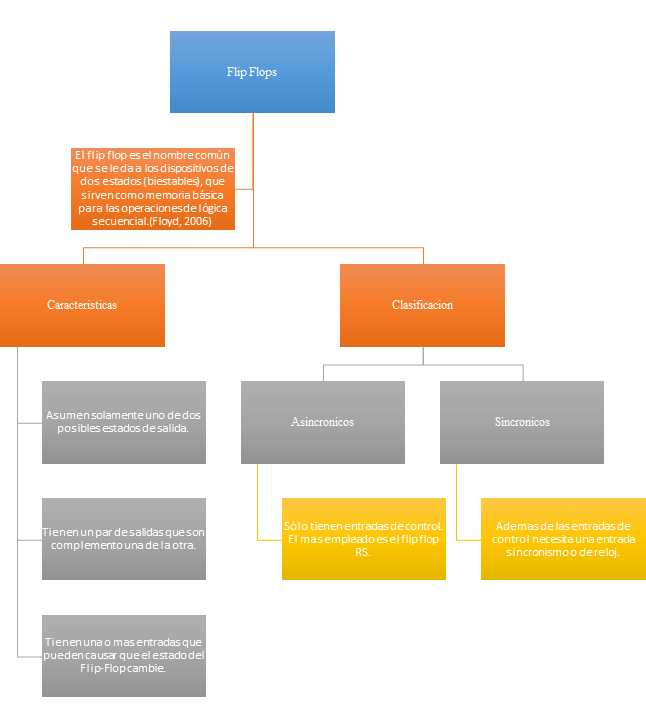 Flip Flops
El flip flop es el nombre común
que se le da a los dispositivos de
dos estados (biestables), que
sirven como memoria básica
para las operaciones de lógica
secuencial.(Floyd, 2006)
Caracteristicas
Clasificacion
Asumen solamente uno de dos
posibles estados de salida.
Asincronicos
Sincronicos
Tienen un par de salidas que son
complemento una de la otra.
Sólo tienen entradas de control.
El mas empleado es el flip flop
RS.
Ademas de las entradas de
control necesita una entrada
sincronismo o de reloj.
Tienen una o mas entradas que
pueden causar que el estado del
Flip-Flop cambie.